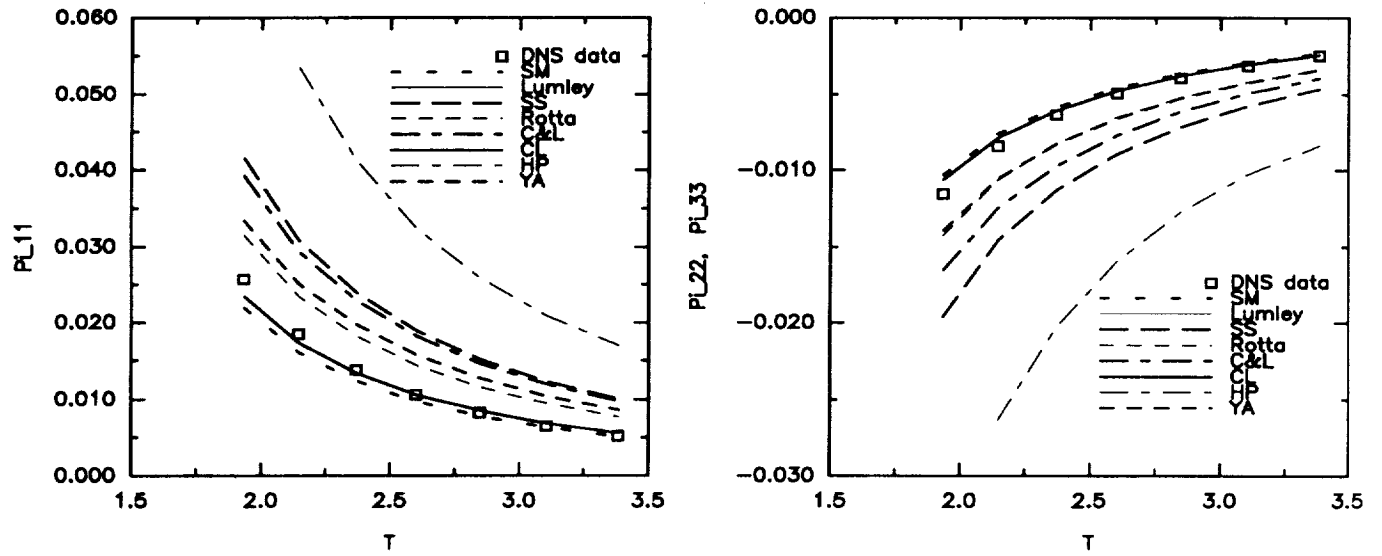 0.060
0.050
0.040
0.030
0.020
0.010
0.000
Pi_11
1.5 2.0 2.5 3.0 3.5
T
DNS data
SM
Lumley
SS
Rotta
C&L
CL
HP
YA
0.000
-0.010
-0.020
-0.030
Pi_22, Pi_33
1.5 2.0 2.5 3.0 3.5
T
DNS data
SM
Lumley
SS
Rotta
C&L
CL
HP
YA